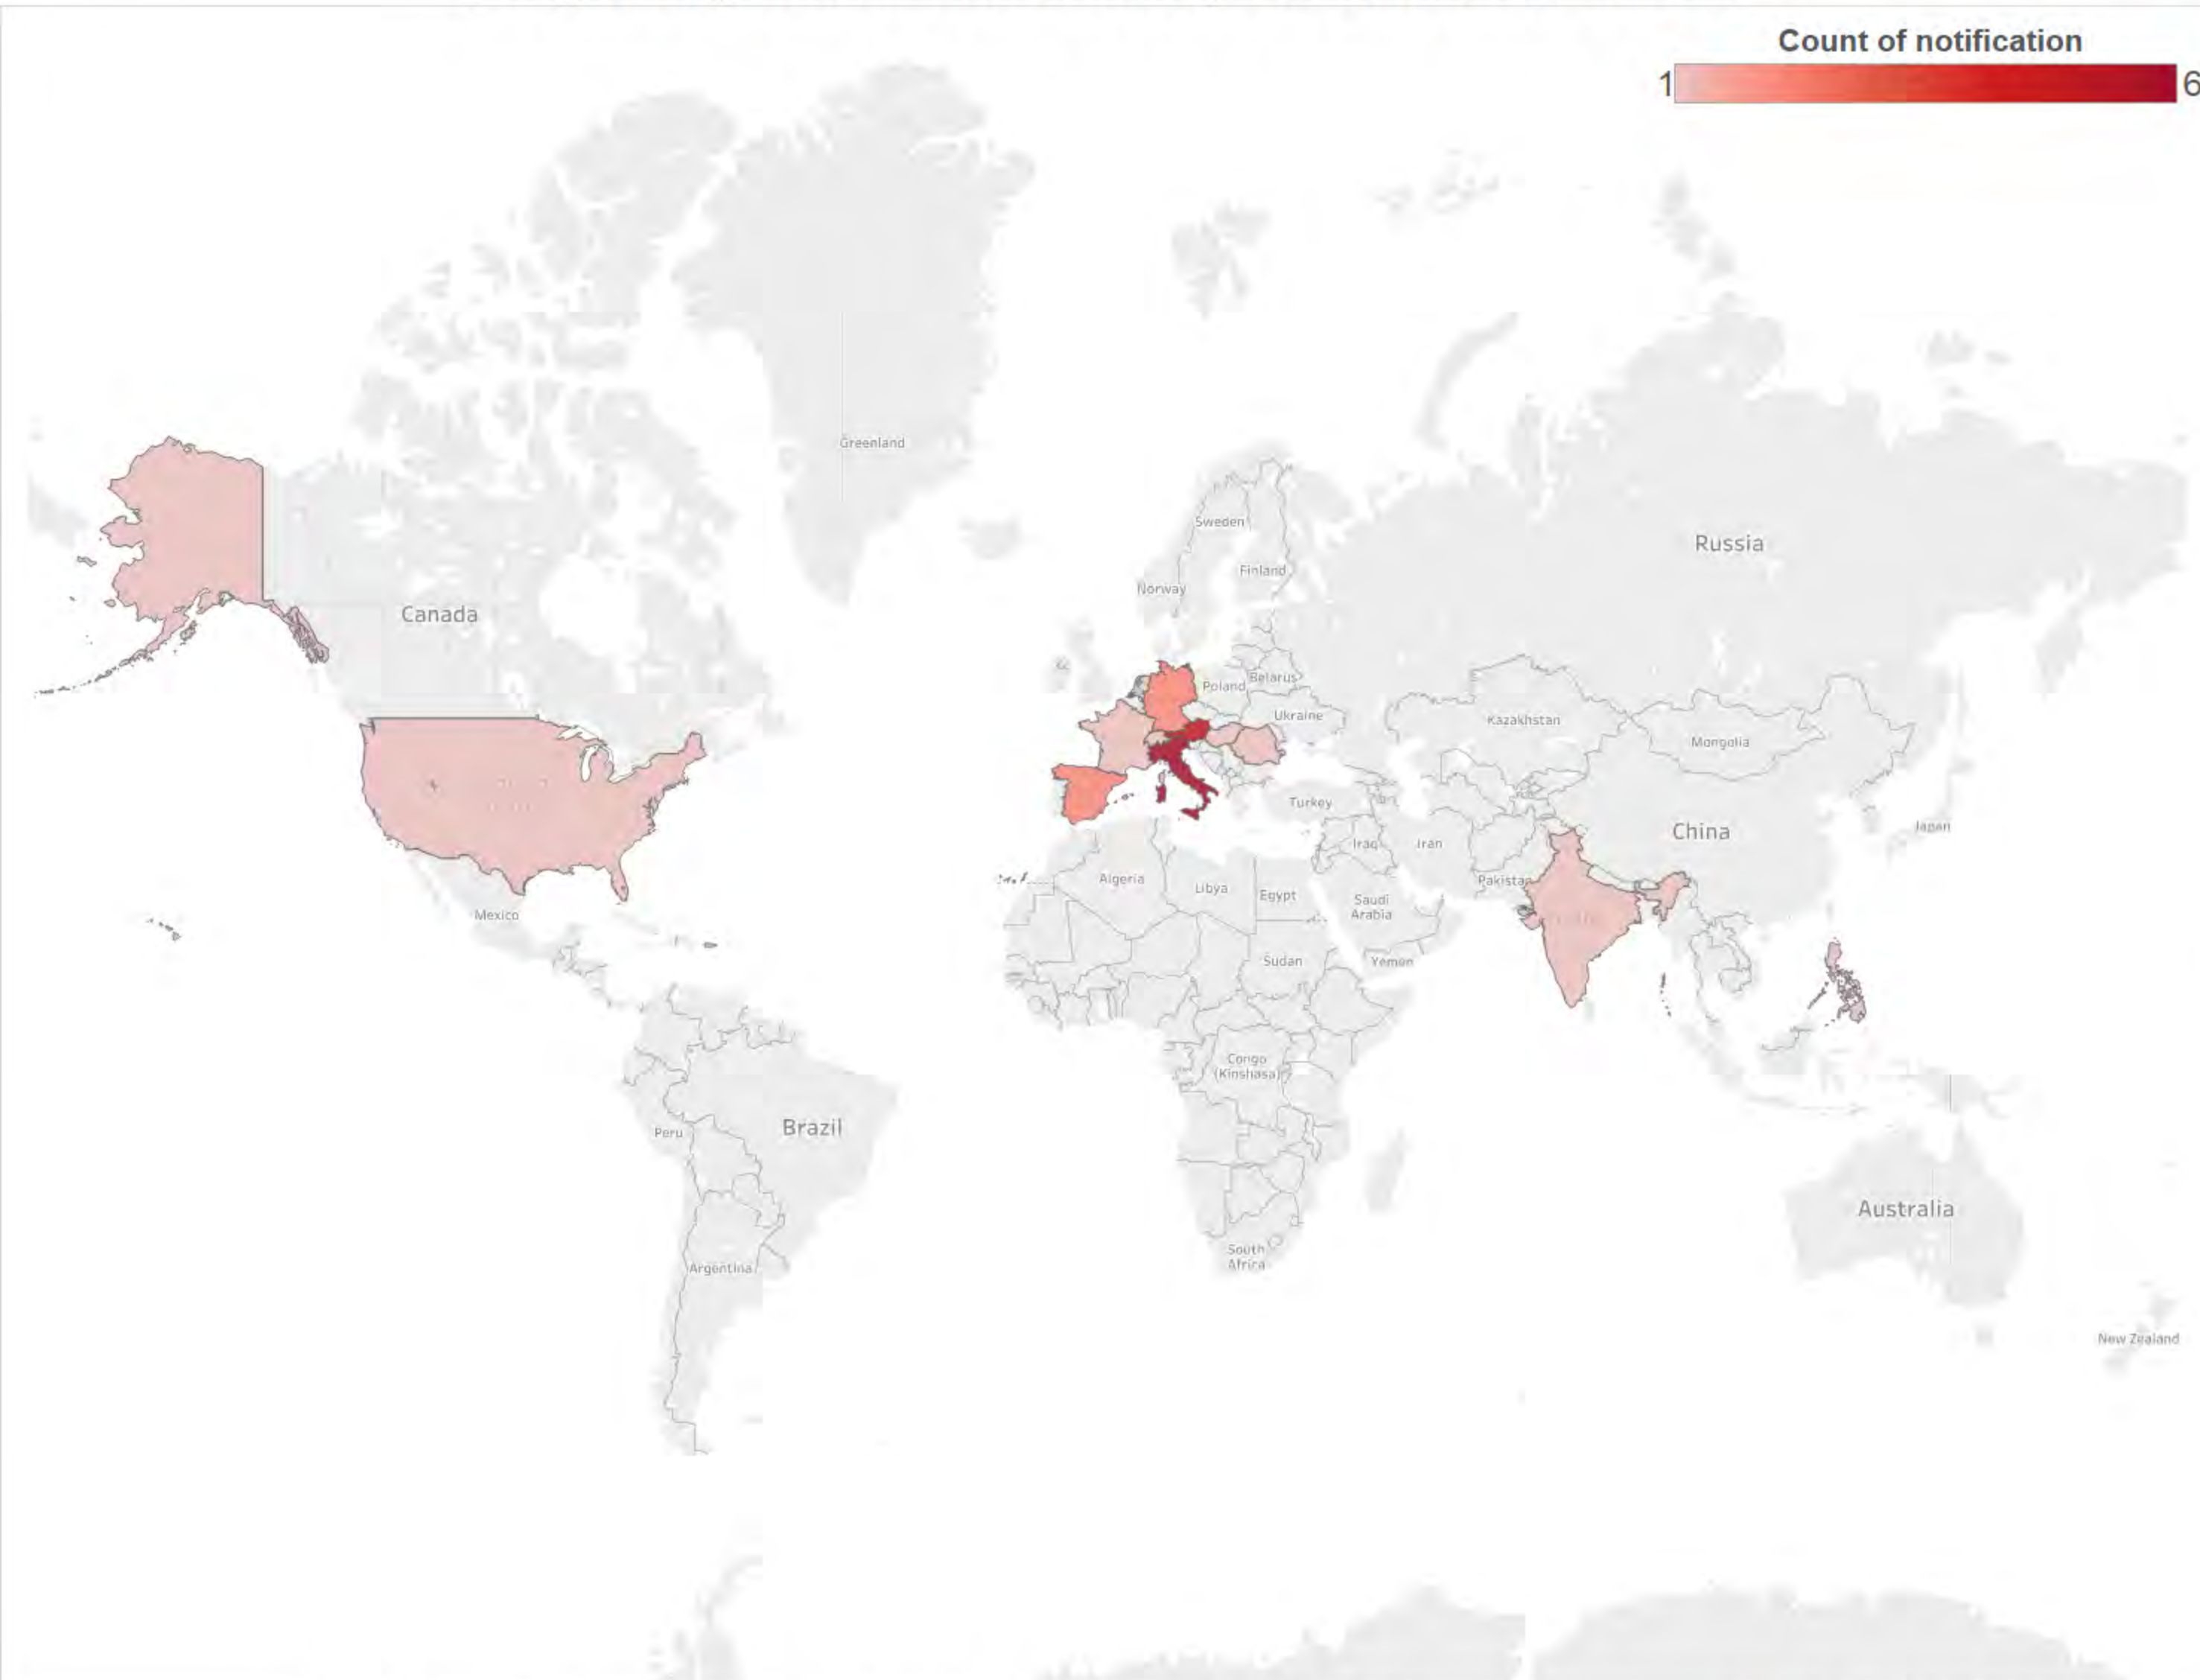 Count of notification
1 6
Greenland
Sweden
Russia
Finland
Norway
Canada
Belarus
Poland
Ukraine
Kazakhstan
Mongolia
Turkey
China
Japan
Iraq
Iran
Algeria
Pakistan
Libya
Egypt
Saudi
Arabia
Mexico
Sudan
Yemen
Congo
(Kinshasa)
Brazil
Peru
Australia
South
Africa
Argentina
New Zealand